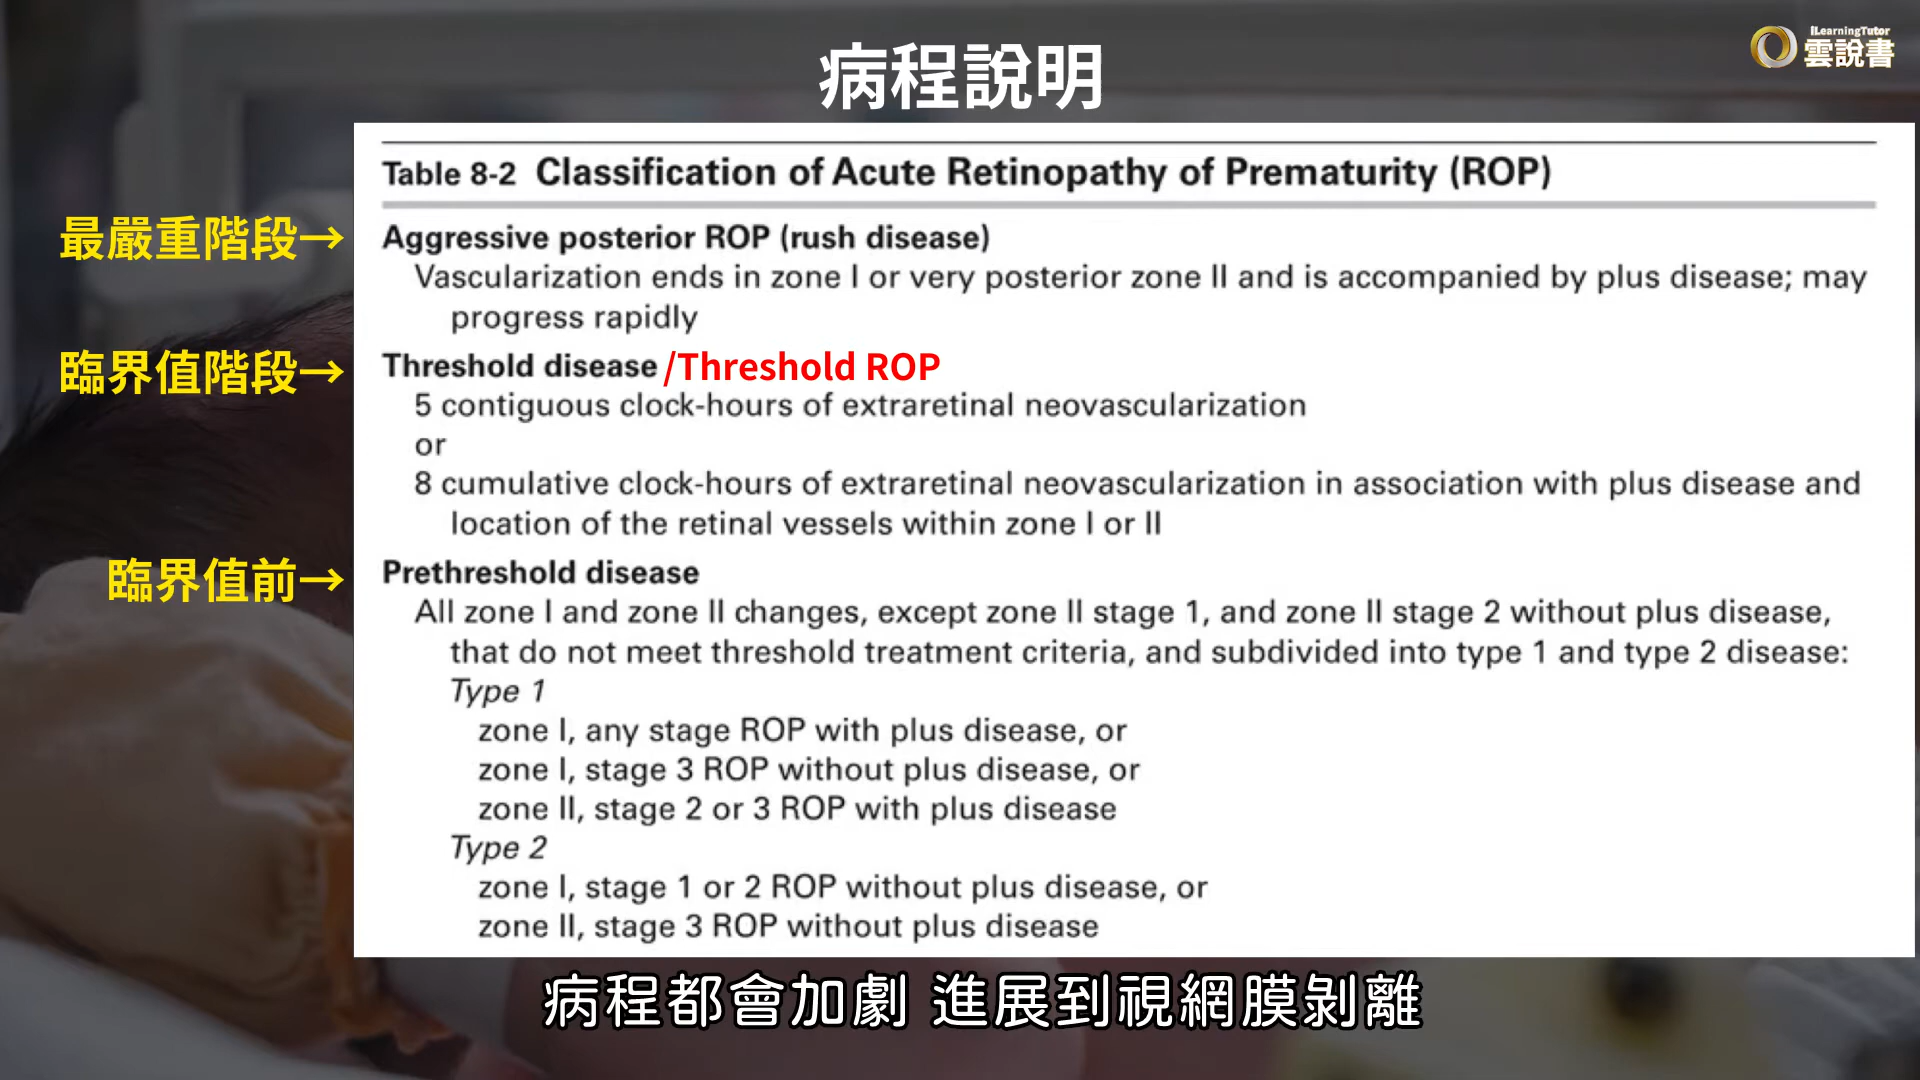 病程說明
iLearningTutor
雲說書
Table 8-2 Classification of Acute Retinopathy of Prematurity (ROP)
最嚴重階段→
Aggressive posterior ROP (rush disease)
Vascularization ends in zone I or very posterior zone II and is accompanied by plus disease; may
progress rapidly
臨界值階段→
Threshold disease /Threshold ROP
5 contiguous clock-hours of extraretinal neovascularization
or
8 cumulative clock-hours of extraretinal neovascularization in association with plus disease and
location of the retinal vessels within zone I or II
臨界值前→
Prethreshold disease
All zone I and zone II changes, except zone II stage 1, and zone II stage 2 without plus disease,
that do not meet threshold treatment criteria, and subdivided into type 1 and type 2 disease:
Type 1
zone I, any stage ROP with plus disease, or
zone I, stage 3 ROP without plus disease, or
zone II, stage 2 or 3 ROP with plus disease
Type 2
zone I, stage 1 or 2 ROP without plus disease, or
zone II, stage 3 ROP without plus disease
病程都會加劇 進展到視網膜剝離